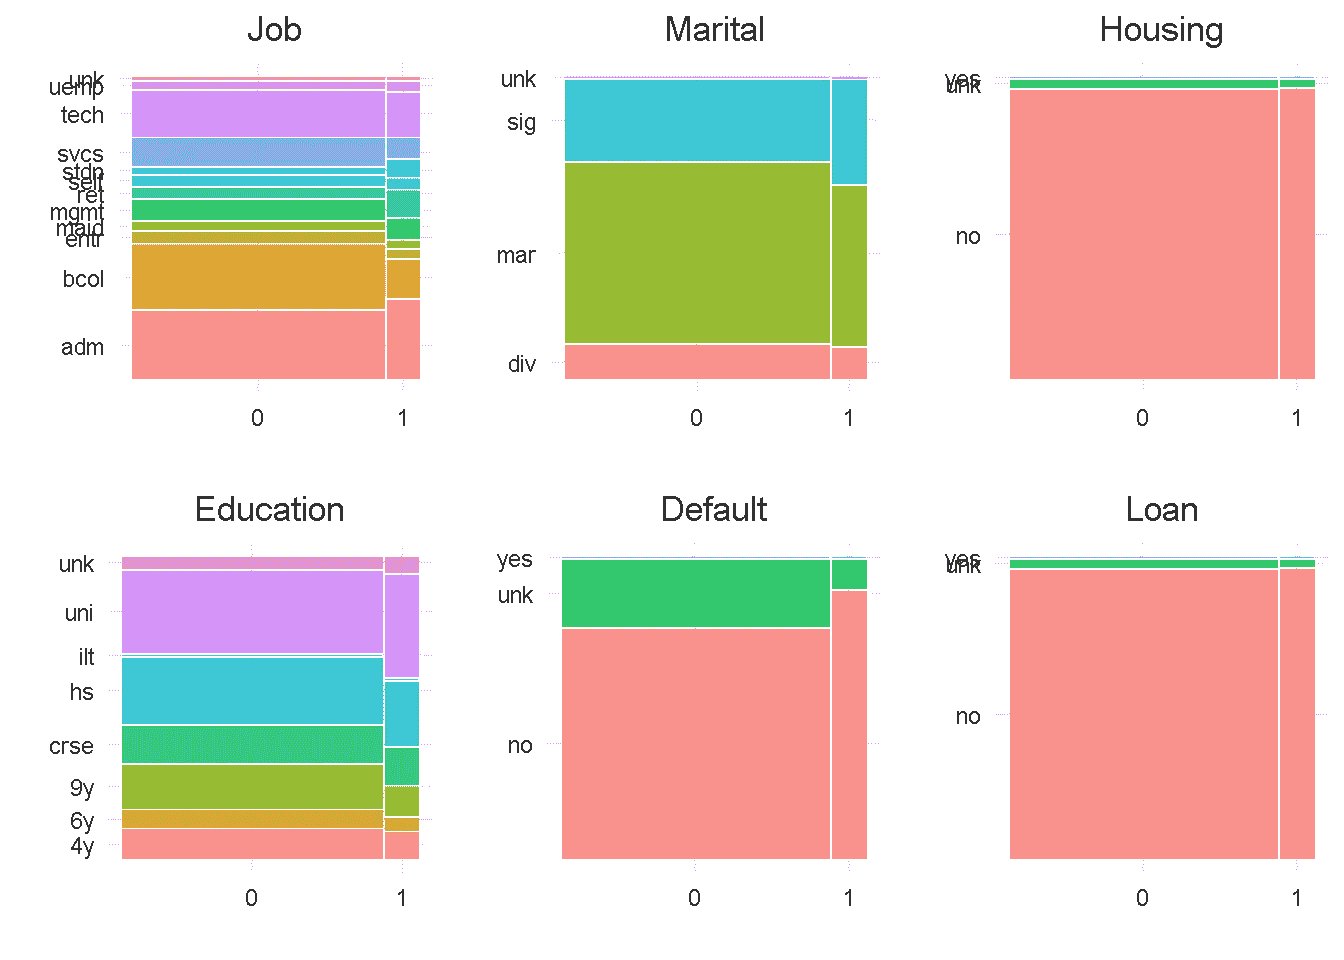 Job
unk
uemp
tech
svcs
stdn
self
ret
mgmt
maid
entr
bcol
adm
0 1
Marital
unk
sig
mar
div
0 1
Housing
yes
unk
no
0 1
Education
unk
uni
ilt
hs
crse
9y
6y
4y
0 1
Default
yes
unk
no
0 1
Loan
yes
unk
no
0 1